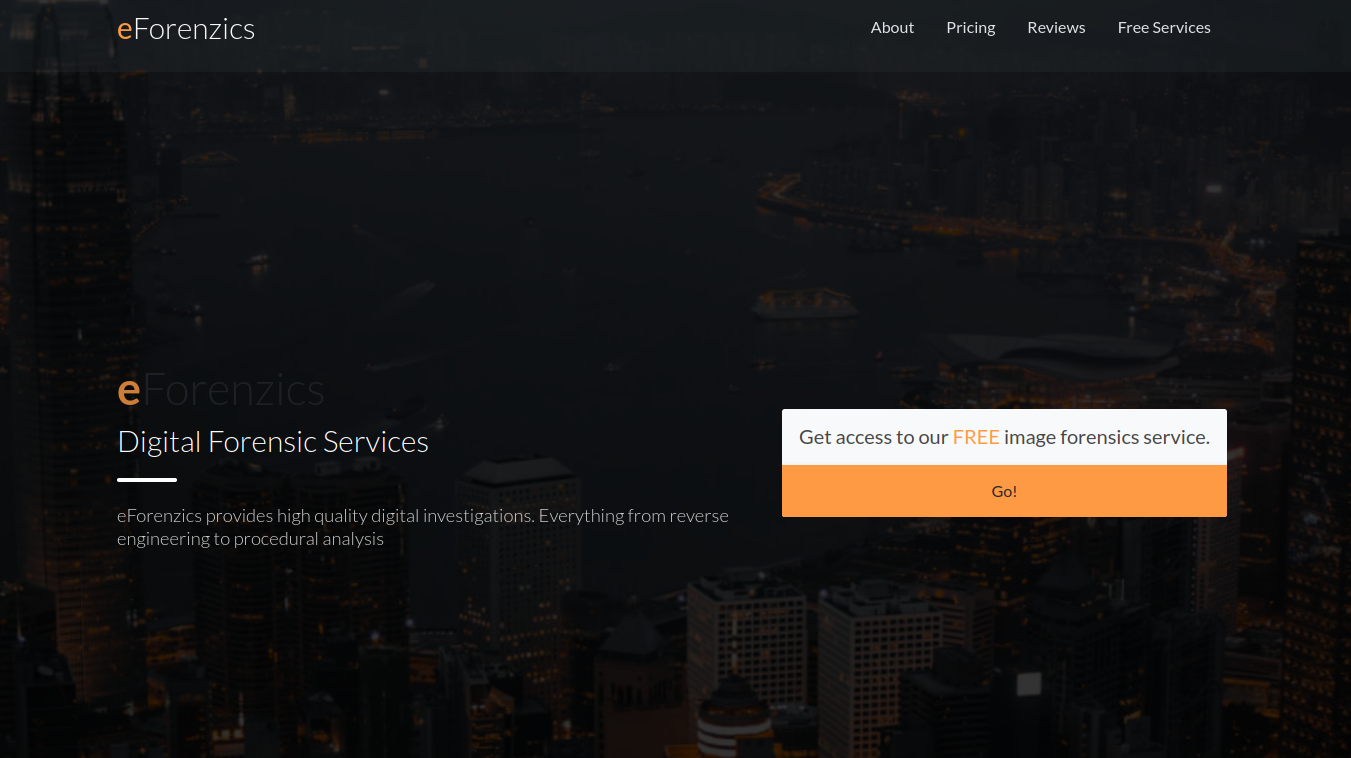 eForenzics
About
Pricing
Reviews
Free Services
eForenzics
Digital Forensic Services
eForenzics provides high quality digital investigations. Everything from reverse
engineering to procedural analysis
Get access to our FREE image forensics service.
Go!